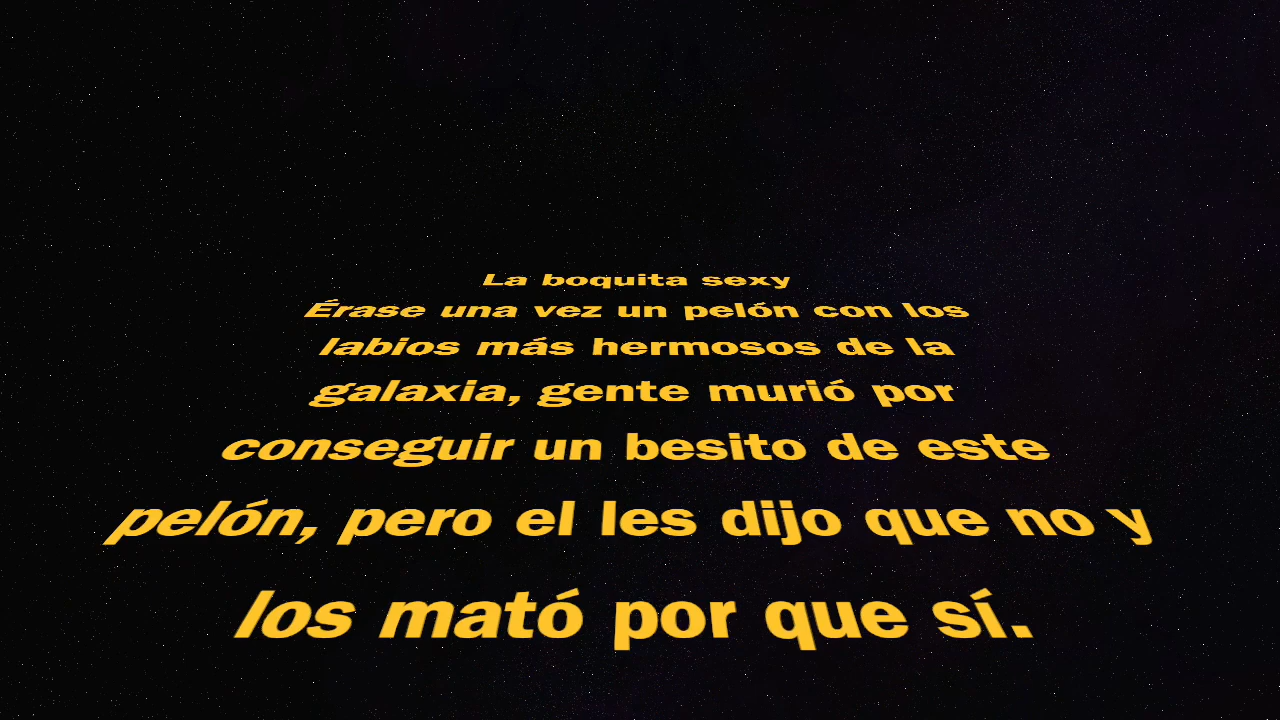 La boquita sexy
Érase una vez un pelón con los
labios más hermosos de la
galaxia, gente murió por
conseguir un besito de este
pelón, pero el les dijo que no y
los mató por que sí.